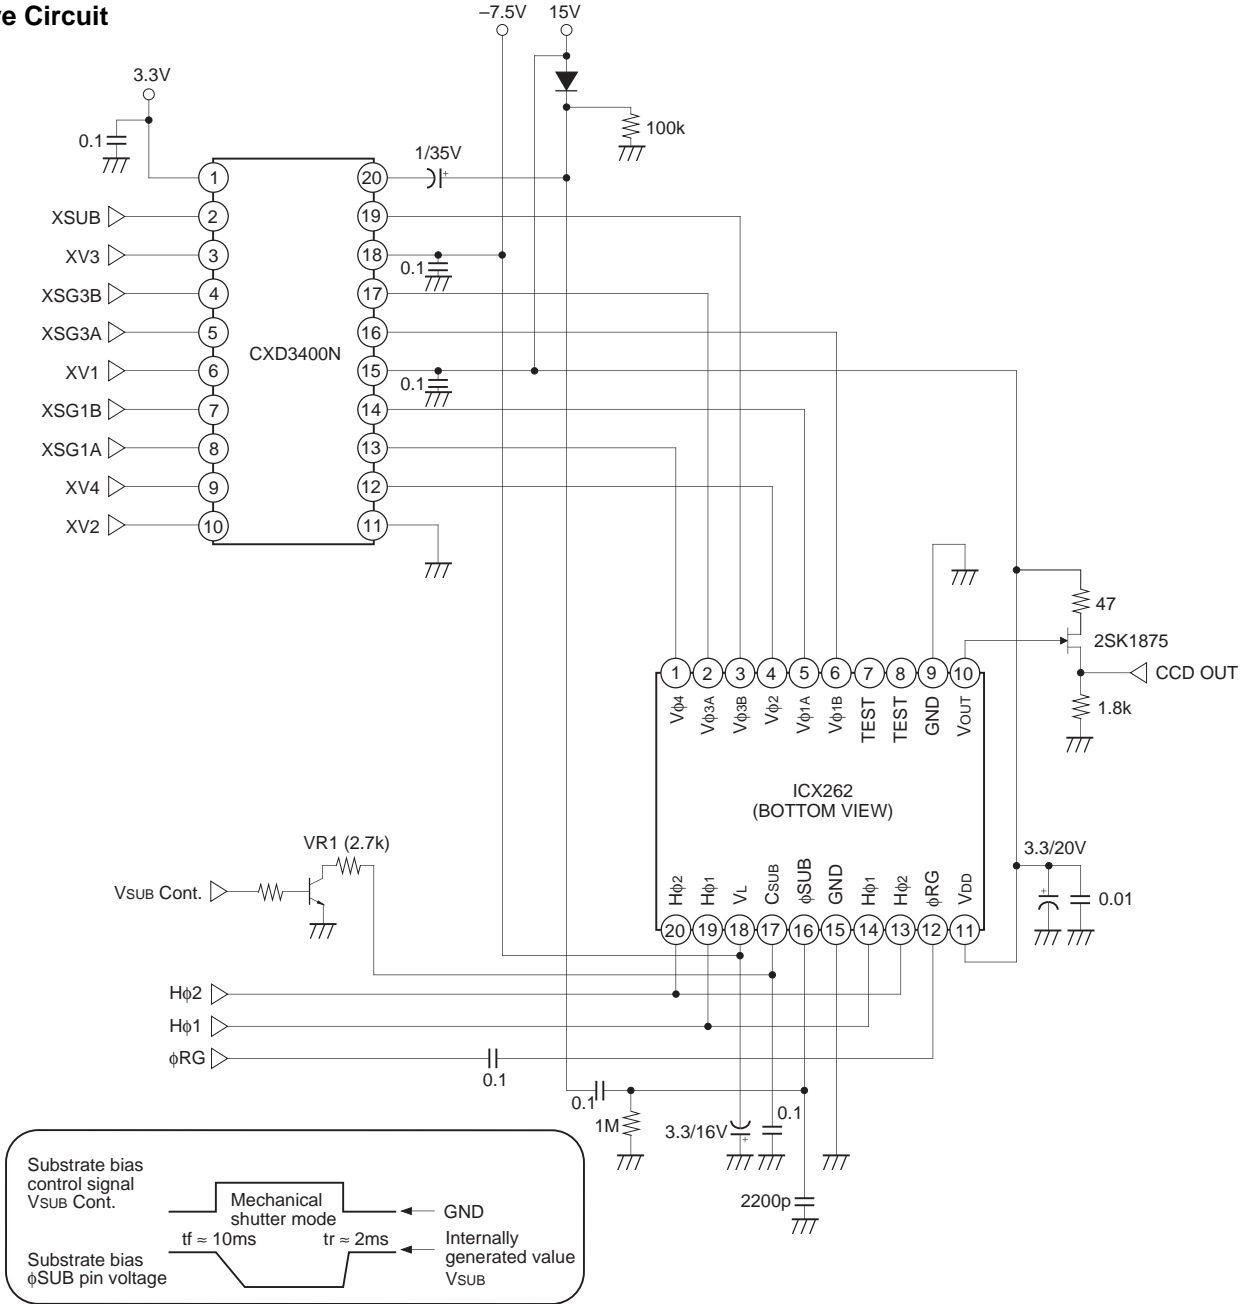 e Circuit
–7.5V
15V
3.3V
0.1
100k
1/35V
+
1
20
XSUB
2
19
XV3
3
18
0.1
XSG3B
4
17
XSG3A
5
16
CXD3400N
XV1
6
15
0.1
XSG1B
7
14
XSG1A
8
13
XV4
9
12
XV2
10
11
47
2SK1875
CCD OUT
1.8k
1 2 3 4 5 6 7 8 9 10
Vϕ4
Vϕ3A
Vϕ3B
Vϕ2
Vϕ1A
Vϕ1B
TEST
TEST
GND
VOUT
ICX262
(BOTTOM VIEW)
VR1 (2.7k)
VSUB Cont.
3.3/20V
+
0.01
Hϕ2
Hϕ1
VL
CSUB
ϕSUB
GND
Hϕ1
Hϕ2
ϕRG
VDD
20 19 18 17 16 15 14 13 12 11
Hϕ2
Hϕ1
ϕRG
0.1
0.1
1M
3.3/16V
+
0.1
2200p
Substrate bias
control signal
VSUB Cont.
Mechanical
shutter mode
GND
tf ≈ 10ms
tr ≈ 2ms
Internally
generated value
VSUB
Substrate bias
ϕSUB pin voltage